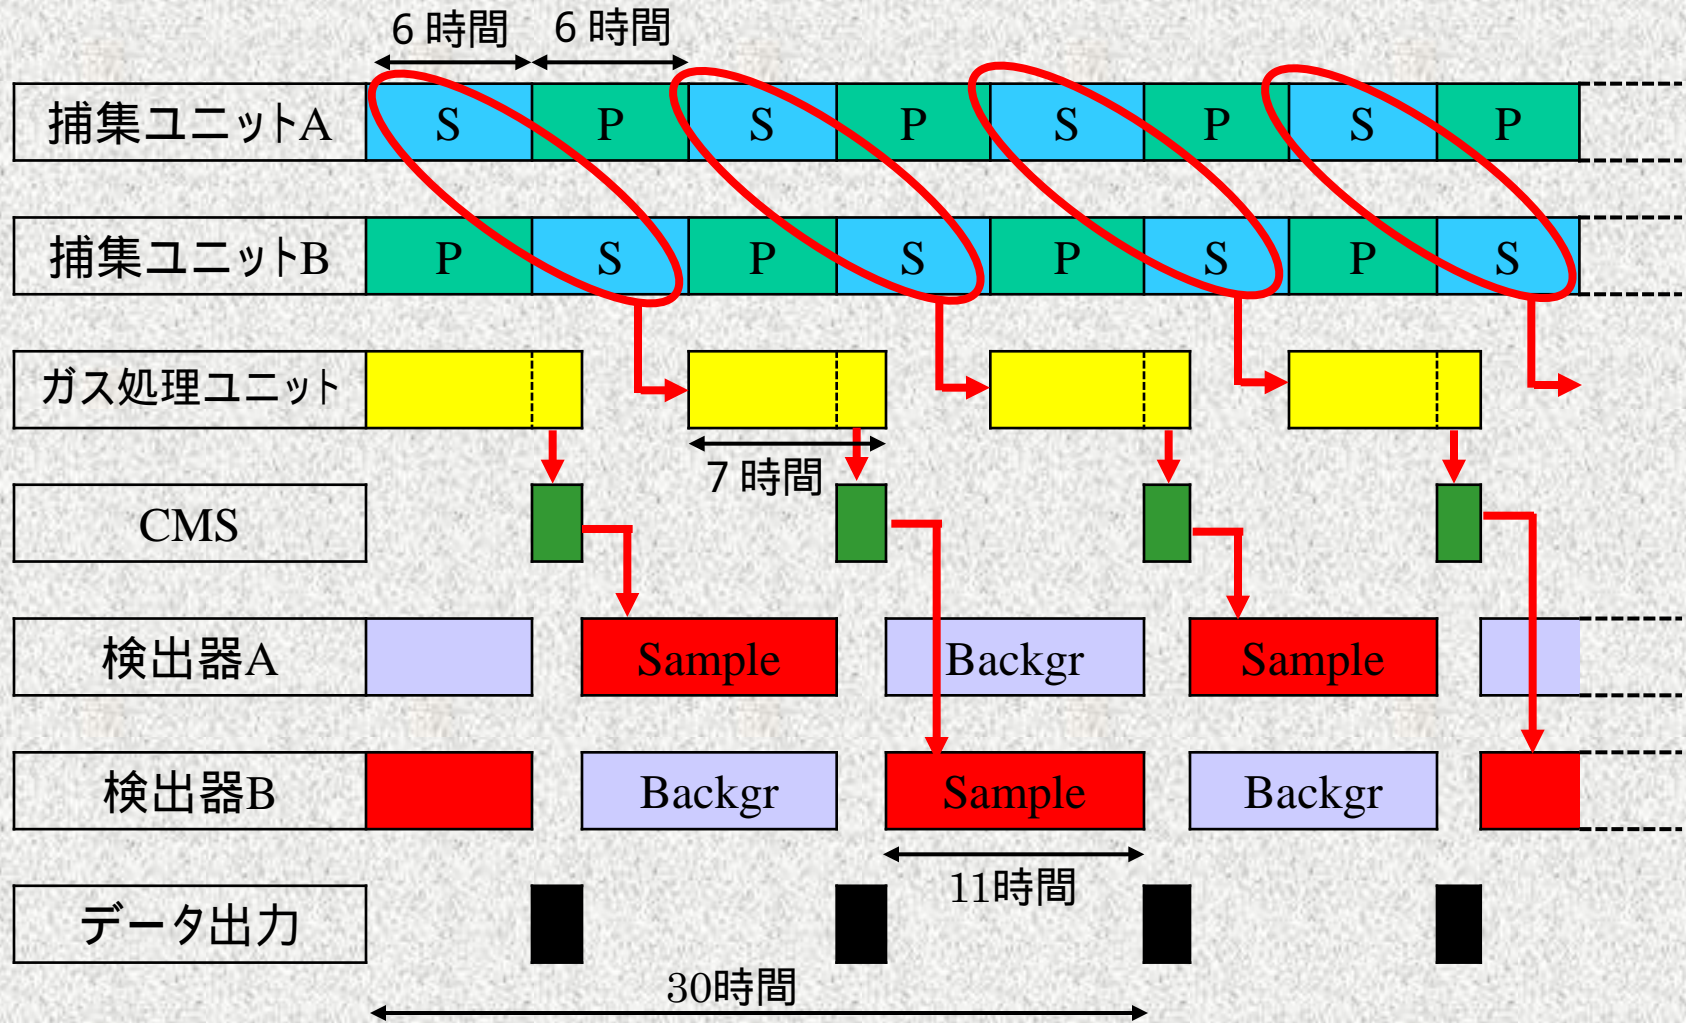 6 時間 6 時間
捕集ユニットA S P S P S P S P
捕集ユニットB P S P S P S P S
ガス処理ユニット
7 時間
CMS
検出器A Sample Backgr Sample
検出器B Backgr Sample Backgr
11時間
データ出力
30時間